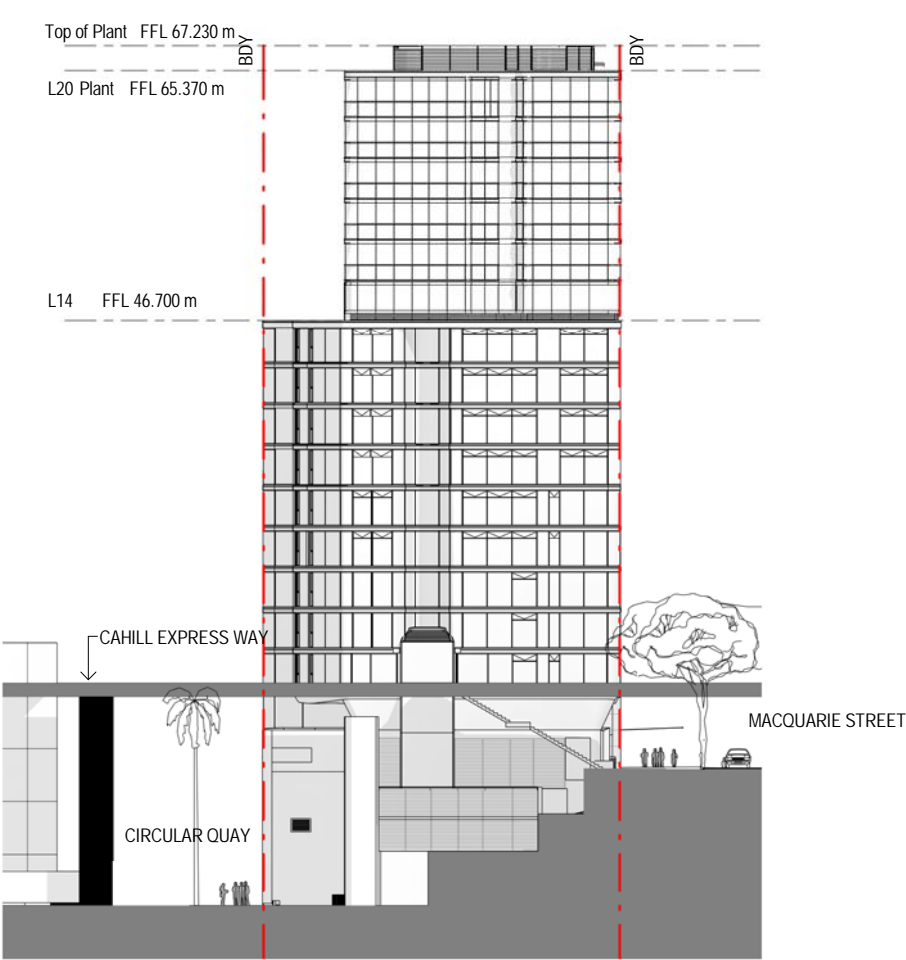 Top of Plant FFL 67.230 m
BDY
BDY
L20 Plant FFL 65.370 m
L14 FFL 46.700 m
CAHILL EXPRESS WAY
MACQUARIE STREET
CIRCULAR QUAY